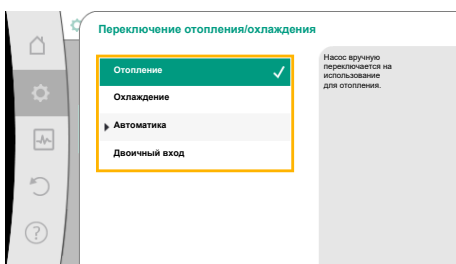 Переключение отопления/охлаждения
Отопление
Охлаждение
Автоматика
Двоичный вход
Насос вручную
переключается на
использование
для отопления.